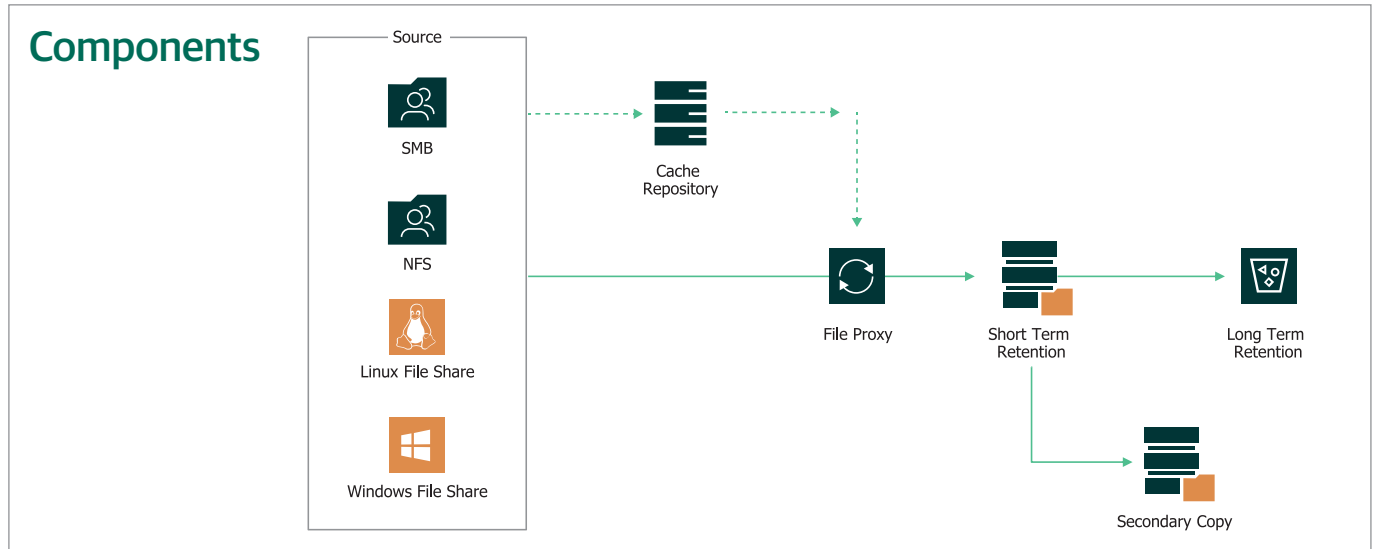 Components
Source
SMB
NFS
Linux File Share
Windows File Share
Cache
Repository
File Proxy
Short Term
Retention
Long Term
Retention
Secondary Copy